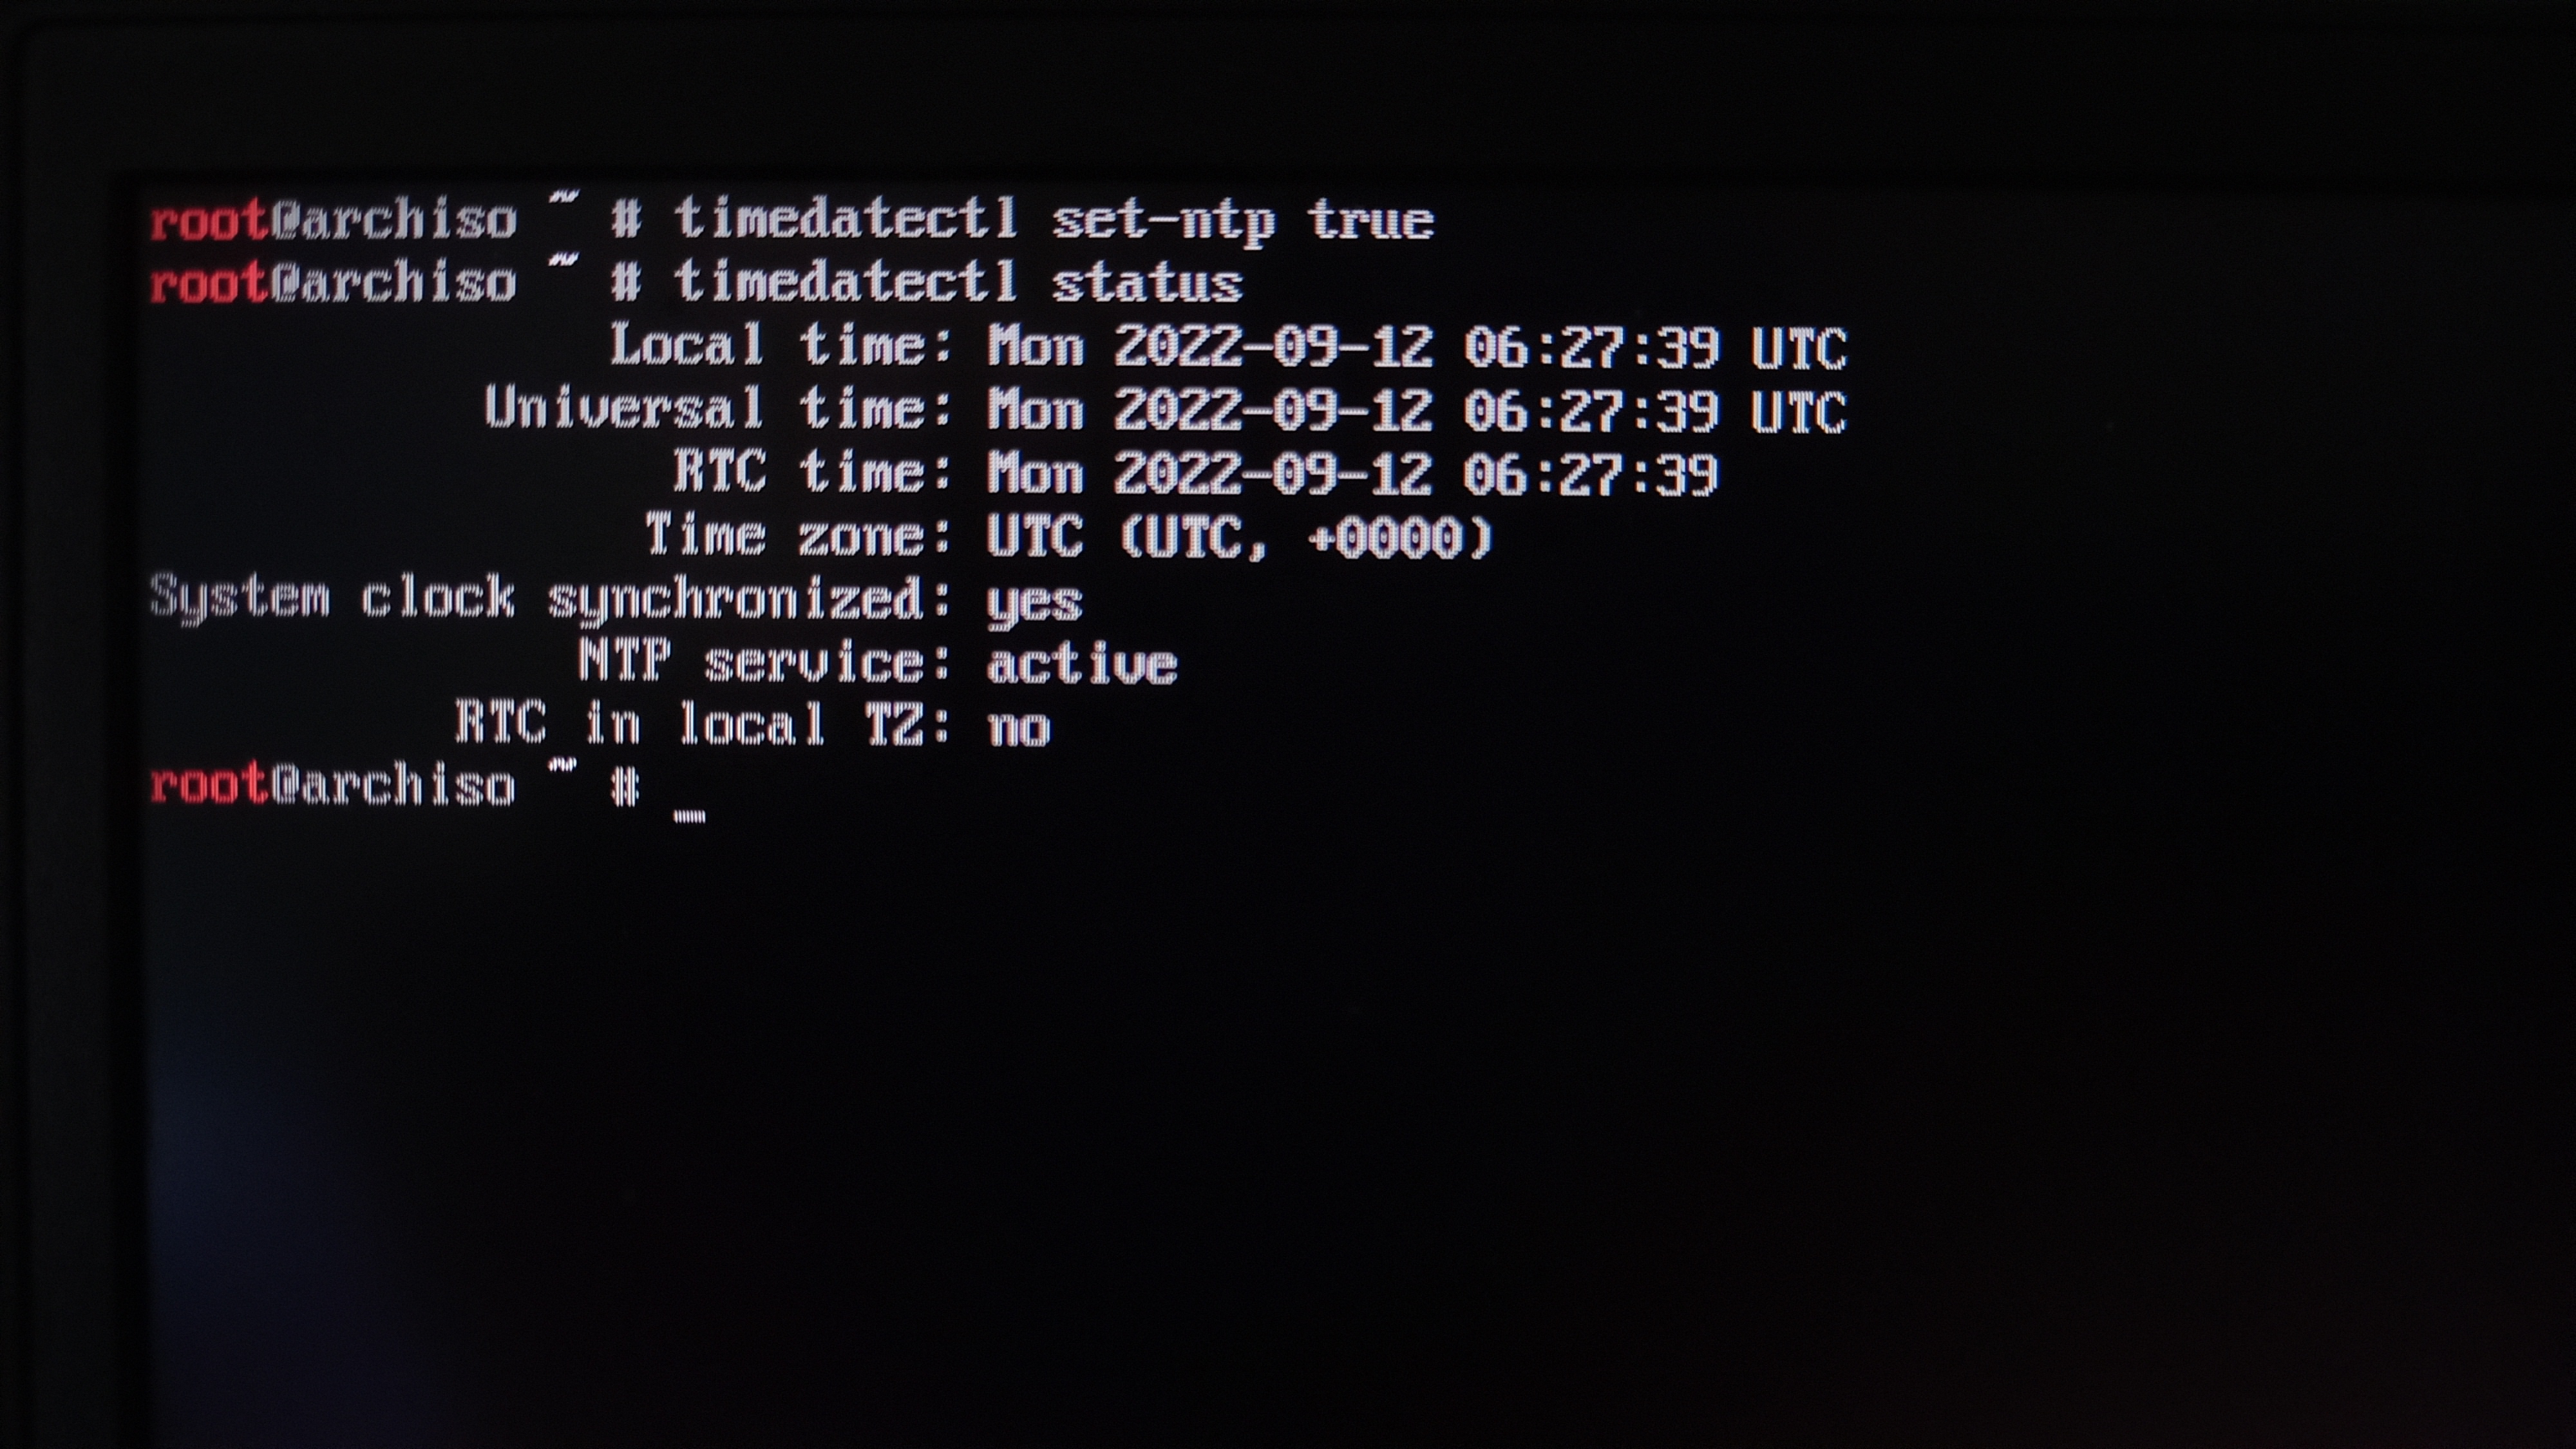 root@archiso ~ # timedatectl set-ntp true
root@archiso ~ # timedatectl status
Local time: Mon 2022-09-12 06:27:39 UTC
Universal time: Mon 2022-09-12 06:27:39 UTC
RTC time: Mon 2022-09-12 06:27:39
Time zone: UTC (UTC, +0000)
System clock synchronized: yes
NTP service: active
RTC in local TZ: no
root@archiso ~ # _